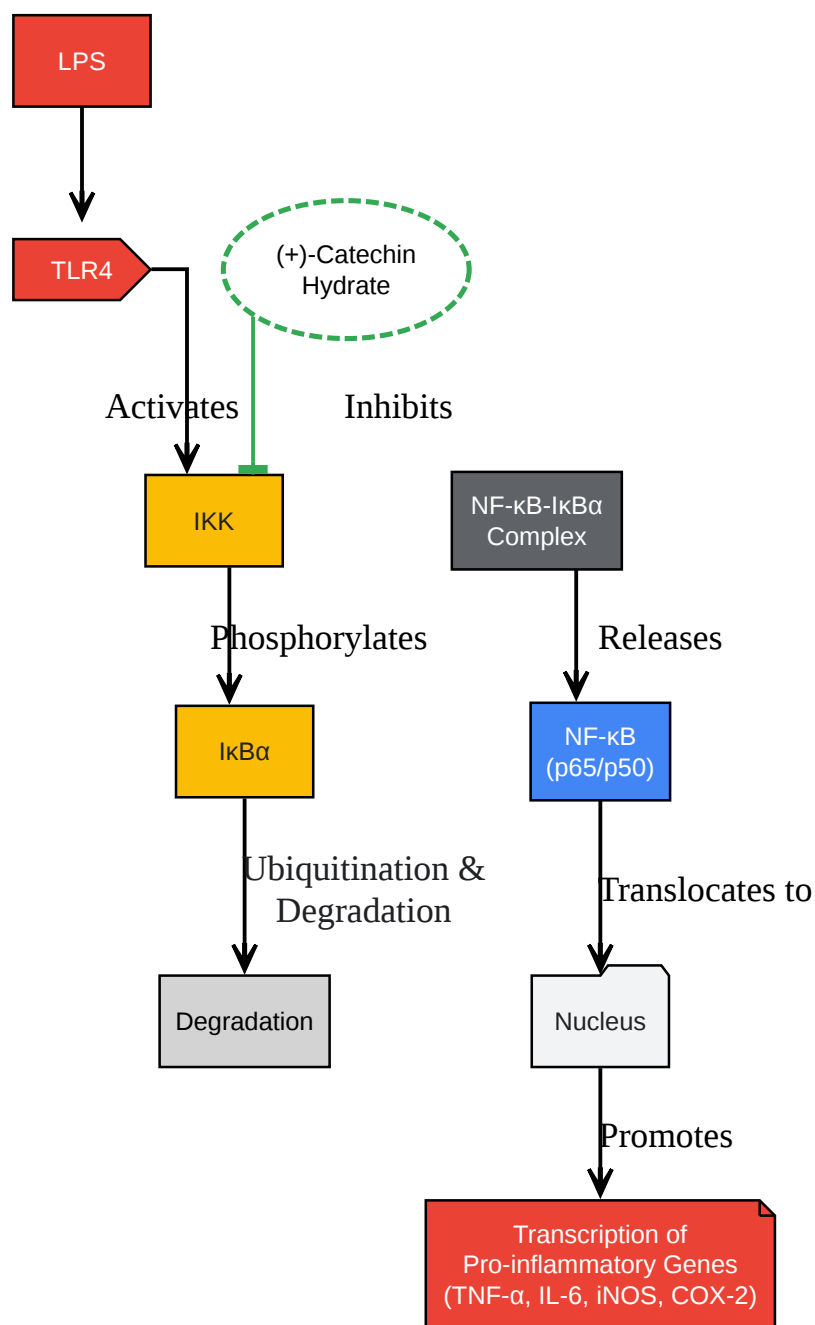 LPS
TLR4
(+)-Catechin
Hydrate
Activates
Inhibits
IKK
NF-κB-IκBα
Complex
Phosphorylates
Releases
IκBα
NF-κB
(p65/p50)
Ubiquitination &
Degradation
Translocates to
Degradation
Nucleus
Promotes
Transcription of
Pro-inflammatory Genes
(TNF-α, IL-6, iNOS, COX-2)